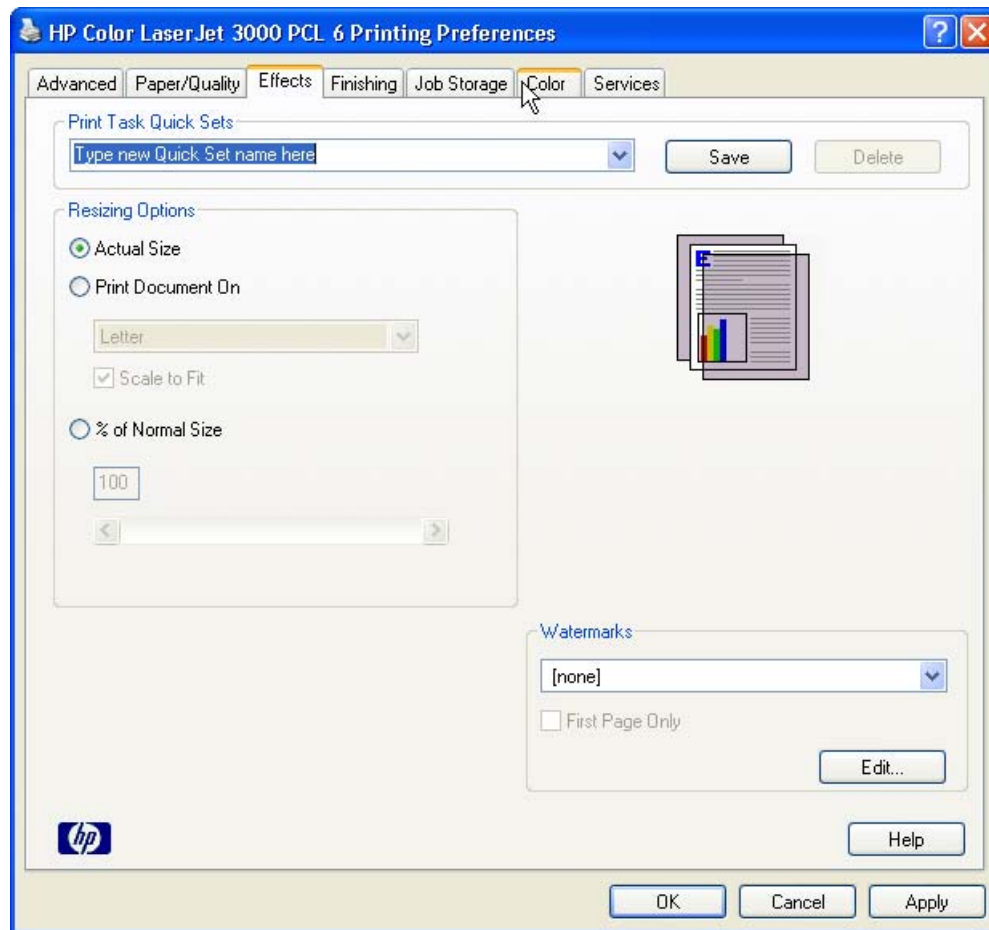 HP Color LaserJet 3000 PCL 6 Printing Preferences
Advanced Paper/Quality Effects Finishing Job Storage Color Services
Print Task Quick Sets
Type new Quick Set name here Save Delete
Resizing Options
Actual Size
Print Document On
Letter
Scale to Fit
% of Normal Size
100
E
Watermarks
[none]
First Page Only
Edit...
hp
Help
OK Cancel Apply